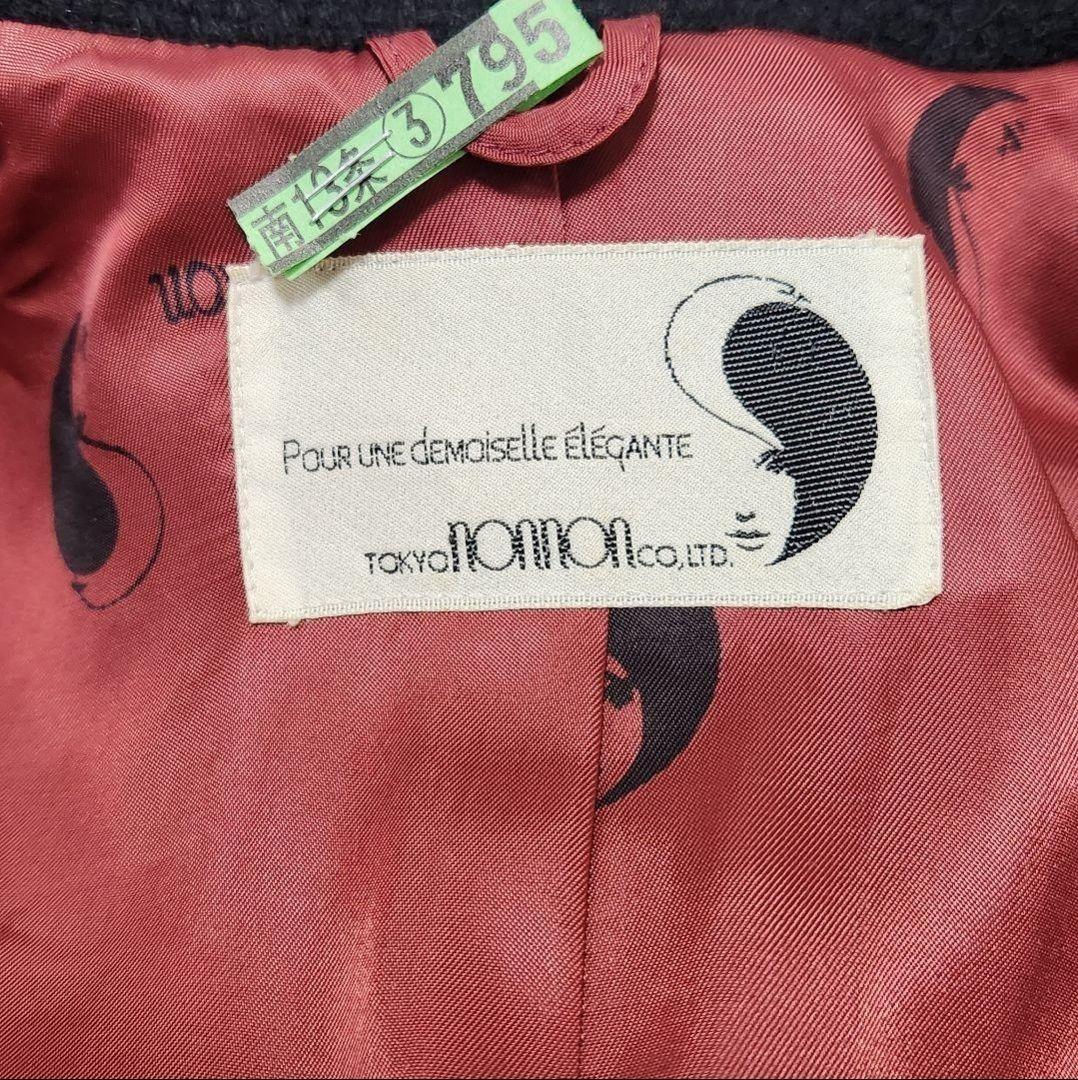 南13条③795
POUR UNE demoiselle ÉLÉGANTE
TOKYO nonnon CO,LTD.